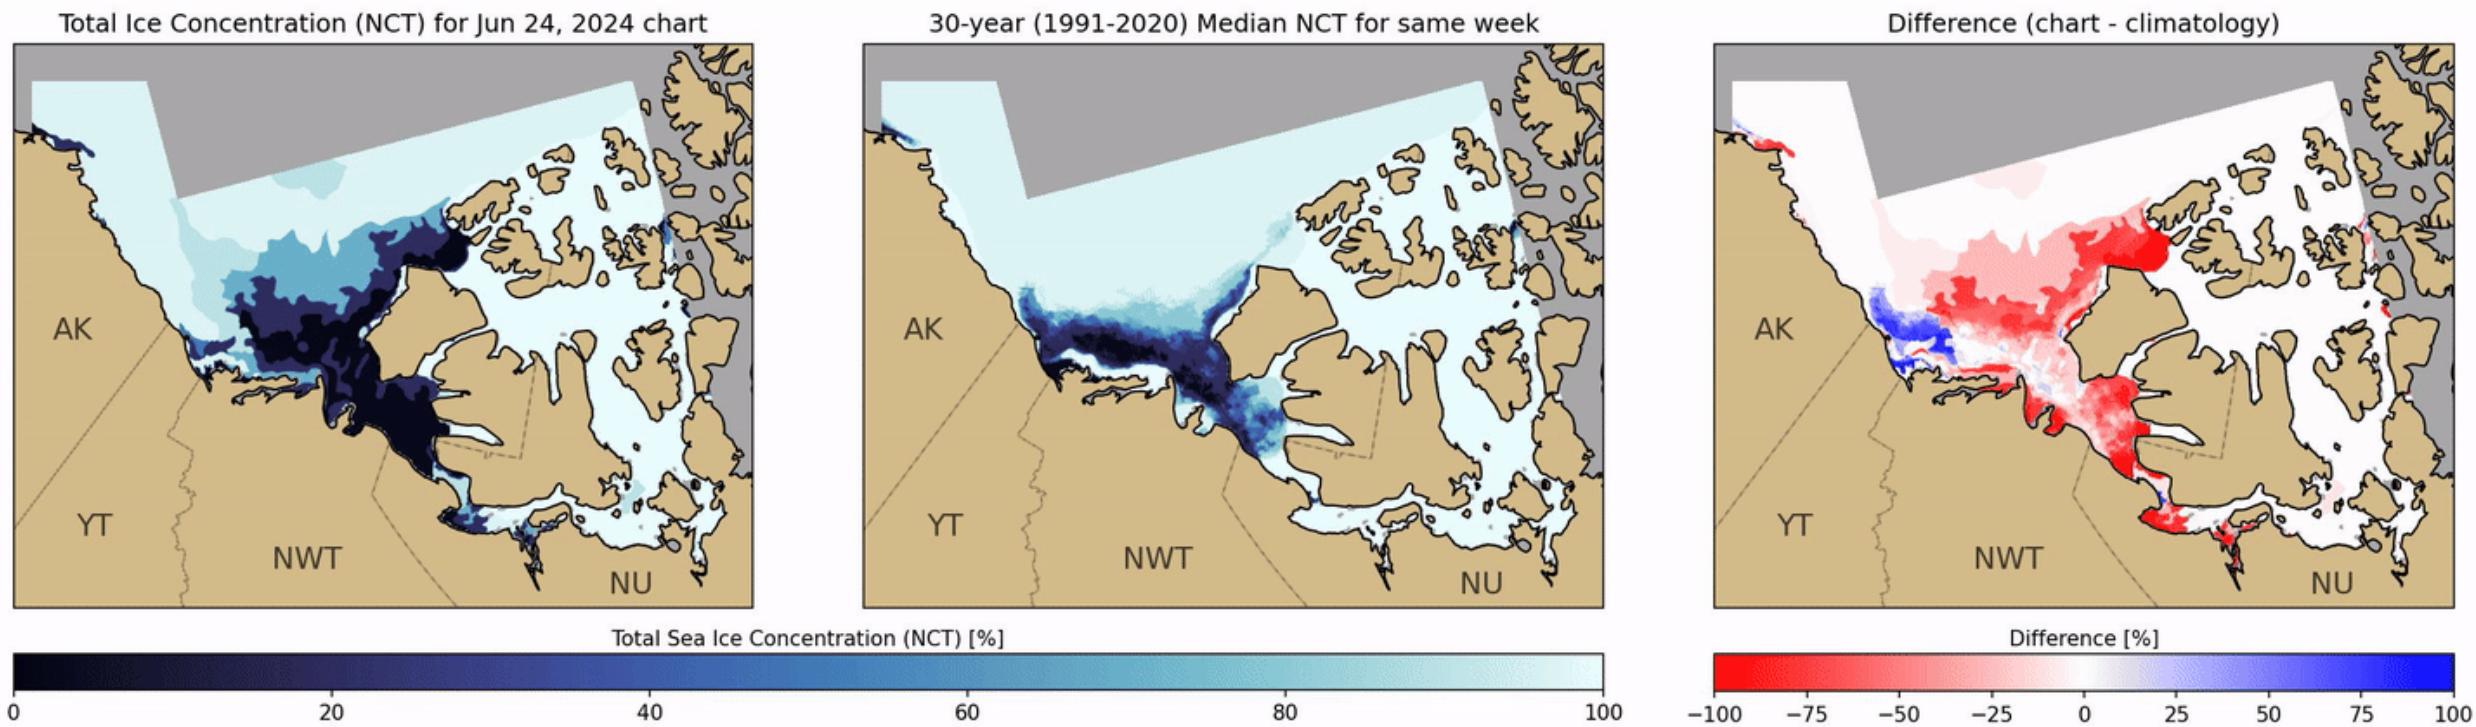 Total Ice Concentration (NCT) for Jun 24, 2024 chart
30-year (1991-2020) Median NCT for same week
Difference (chart - climatology)
AK
YT
NWT
NU
AK
YT
NWT
NU
AK
YT
NWT
NU
Total Sea Ice Concentration (NCT) [%]
0 20 40 60 80 100
Difference [%]
−100 −75 −50 −25 0 25 50 75 100